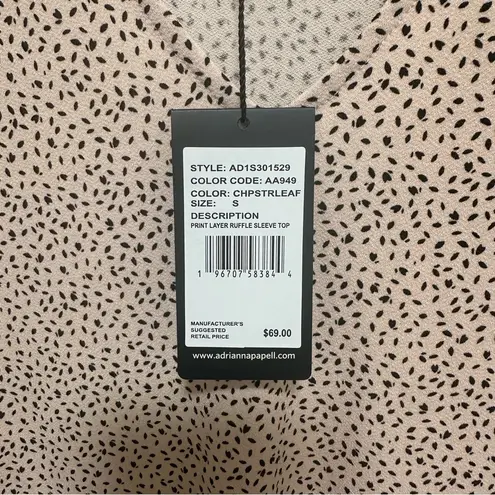 STYLE: AD1S301529
COLOR CODE: AA949
COLOR: CHPSTRLEAF
SIZE: S
DESCRIPTION
PRINT LAYER RUFFLE SLEEVE TOP
1 96707 58384 4
MANUFACTURER'S
SUGGESTED
RETAIL PRICE $69.00
www.adriannapapell.com